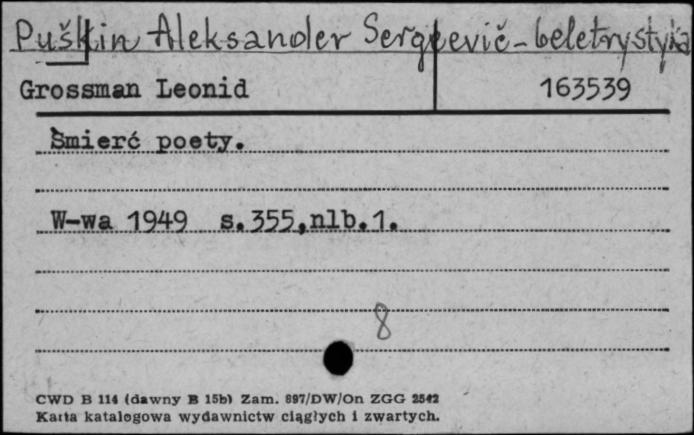 Puškin Aleksander Sergeevič - beletrystyka
Grossman Leonid 163539
Śmierć poety.
W-wa 1949 s.355,nlb.1.
8
CWD B 114 (dawny B 15b) Zam. 897/DW/On ZGG 2542
Karta katalogowa wydawnictw ciągłych i zwartych.